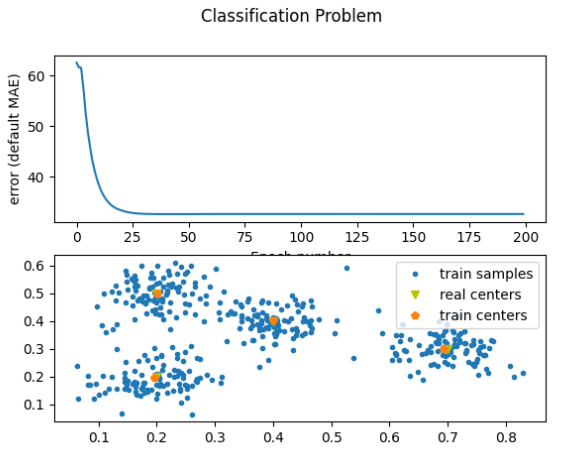 Classification Problem
error (default MAE)
60
50
40
0 25 50 75 100 125 150 175 200
Epoch number
0.6
0.5
0.4
0.3
0.2
0.1
train samples
real centers
train centers
0.1 0.2 0.3 0.4 0.5 0.6 0.7 0.8